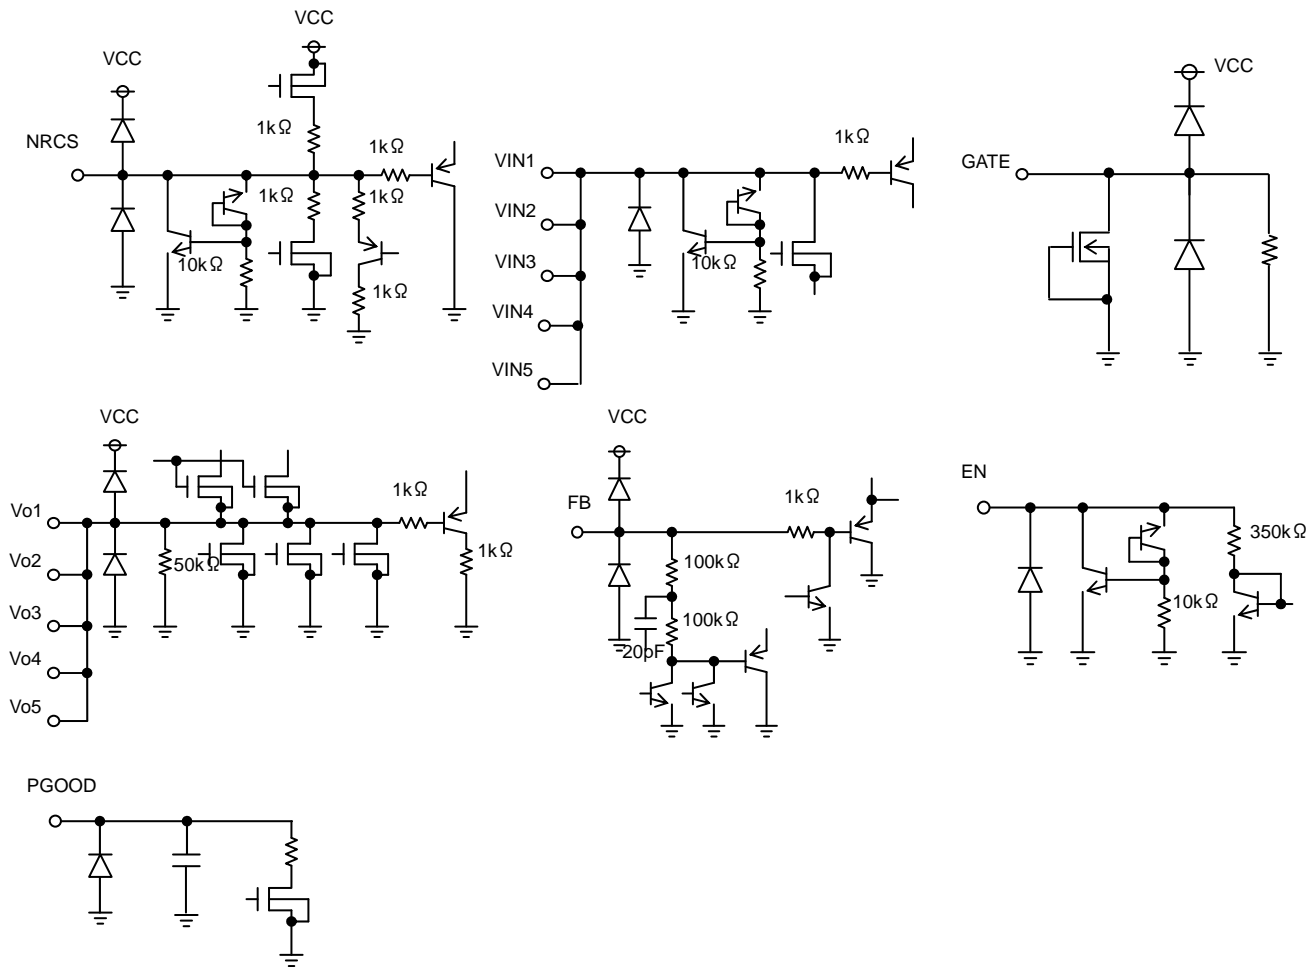 VCC
VCC
NRCS
1kΩ
1kΩ
1kΩ
1kΩ
10kΩ
1kΩ
VIN1
VIN2
VIN3
VIN4
VIN5
1kΩ
10kΩ
VCC
GATE
VCC
Vo1
Vo2
Vo3
Vo4
Vo5
50kΩ
1kΩ
1kΩ
VCC
FB
1kΩ
100kΩ
100kΩ
20pF
EN
350kΩ
10kΩ
PGOOD